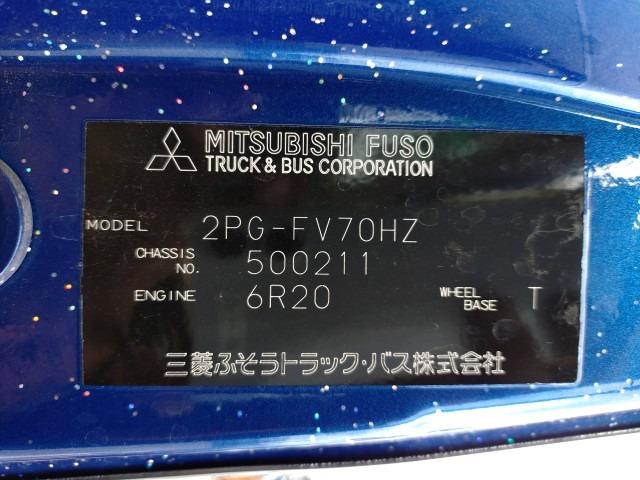 MITSUBISHI FUSO
TRUCK & BUS CORPORATION
MODEL 2PG-FV70HZ
CHASSIS NO. 500211
ENGINE 6R20 WHEEL BASE T
三菱ふそうトラック・バス株式会社